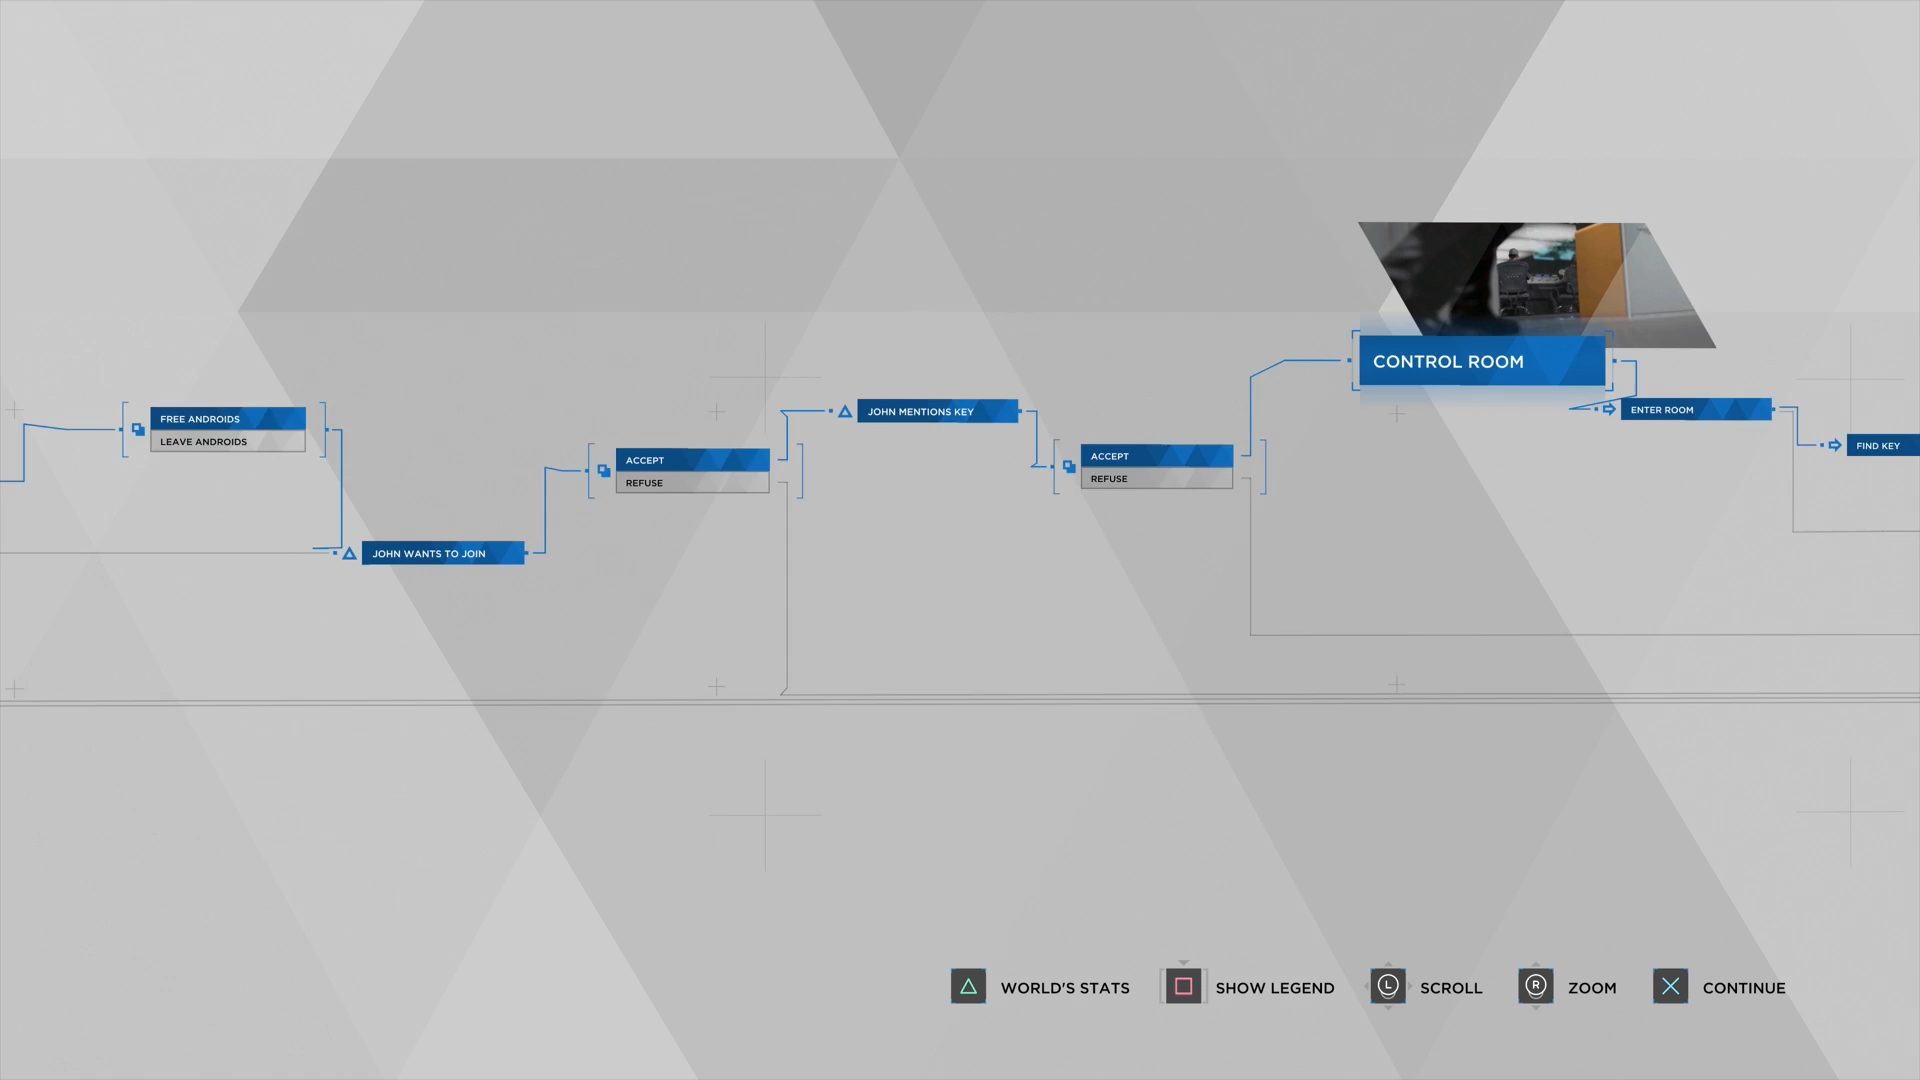 FREE ANDROIDS
LEAVE ANDROIDS
JOHN WANTS TO JOIN
ACCEPT
REFUSE
JOHN MENTIONS KEY
ACCEPT
REFUSE
CONTROL ROOM
ENTER ROOM
FIND KEY
WORLD'S STATS
SHOW LEGEND
L
SCROLL
R
ZOOM
CONTINUE